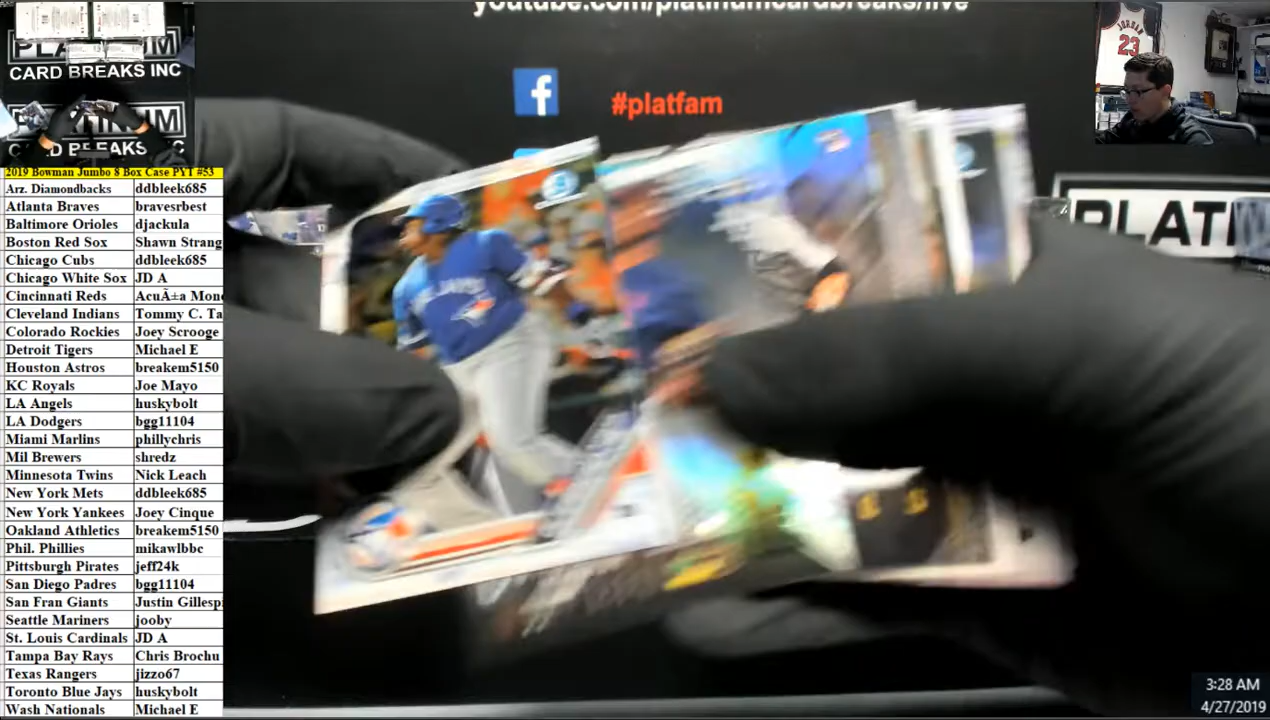 youtube.com/platinumcardbreaks/live
#platfam
CARD BREAKS INC
PLATINUM
CARD BREAKS INC
JORDAN
23
PLATIN
2019 Bowman Jumbo 8 Box Case PYT #53
Arz. Diamondbacks ddbleek685
Atlanta Braves bravesrbest
Baltimore Orioles djackula
Boston Red Sox Shawn Strang
Chicago Cubs ddbleek685
Chicago White Sox JD A
Cincinnati Reds AcuÃ±a Mon
Cleveland Indians Tommy C. Ta
Colorado Rockies Joey Scrooge
Detroit Tigers Michael E
Houston Astros breakem5150
KC Royals Joe Mayo
LA Angels huskybolt
LA Dodgers bgg11104
Miami Marlins phillychris
Mil Brewers shredz
Minnesota Twins Nick Leach
New York Mets ddbleek685
New York Yankees Joey Cinque
Oakland Athletics breakem5150
Phil. Phillies mikawlbbc
Pittsburgh Pirates jeff24k
San Diego Padres bgg11104
San Fran Giants Justin Gillesp
Seattle Mariners jooby
St. Louis Cardinals JD A
Tampa Bay Rays Chris Brochu
Texas Rangers jizzo67
Toronto Blue Jays huskybolt
Wash Nationals Michael E
3:28 AM
4/27/2019